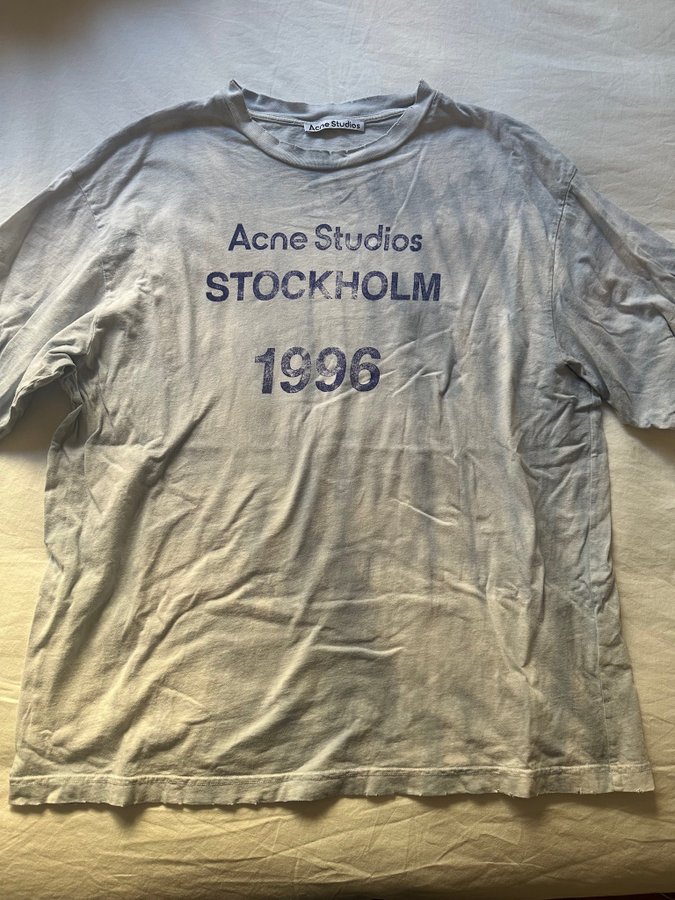 Acne Studios
Acne Studios
STOCKHOLM
1996